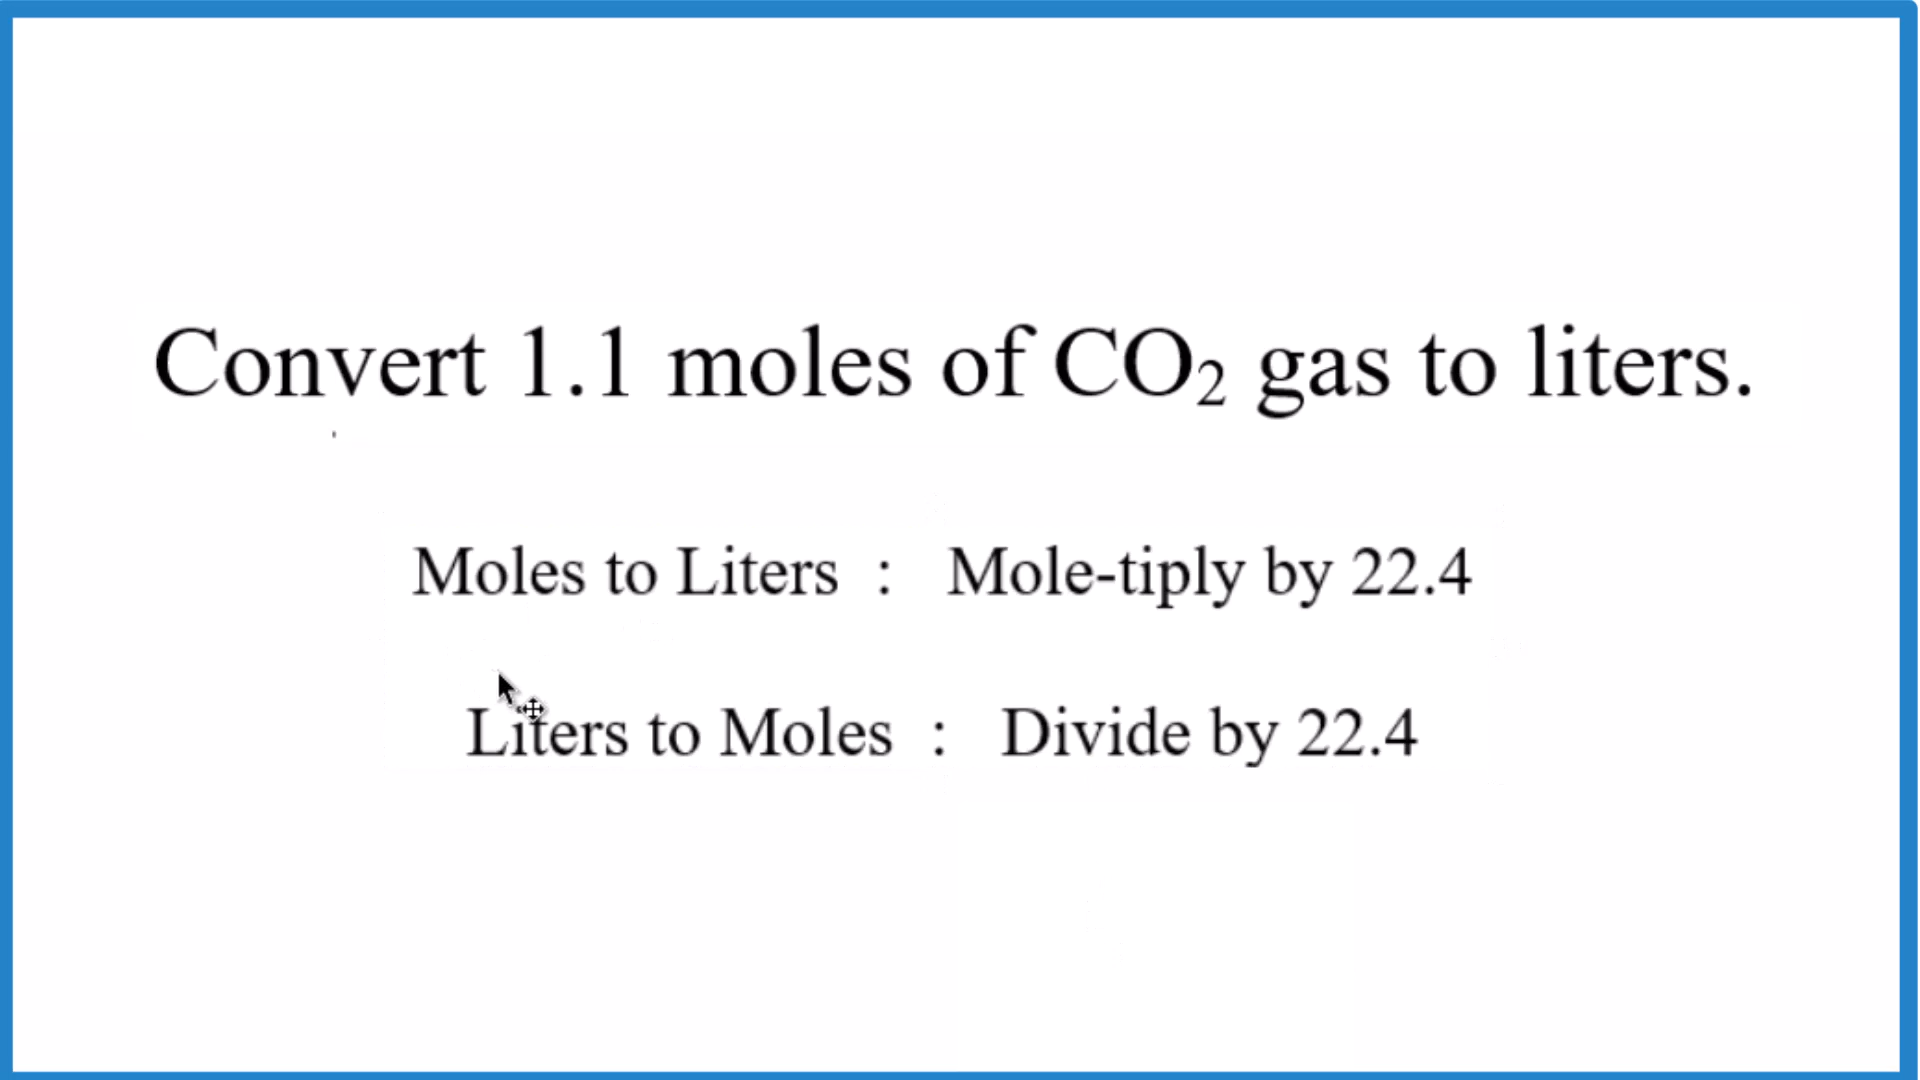 Convert 1.1 moles of CO₂ gas to liters.
Moles to Liters : Mole-tiply by 22.4
Liters to Moles : Divide by 22.4